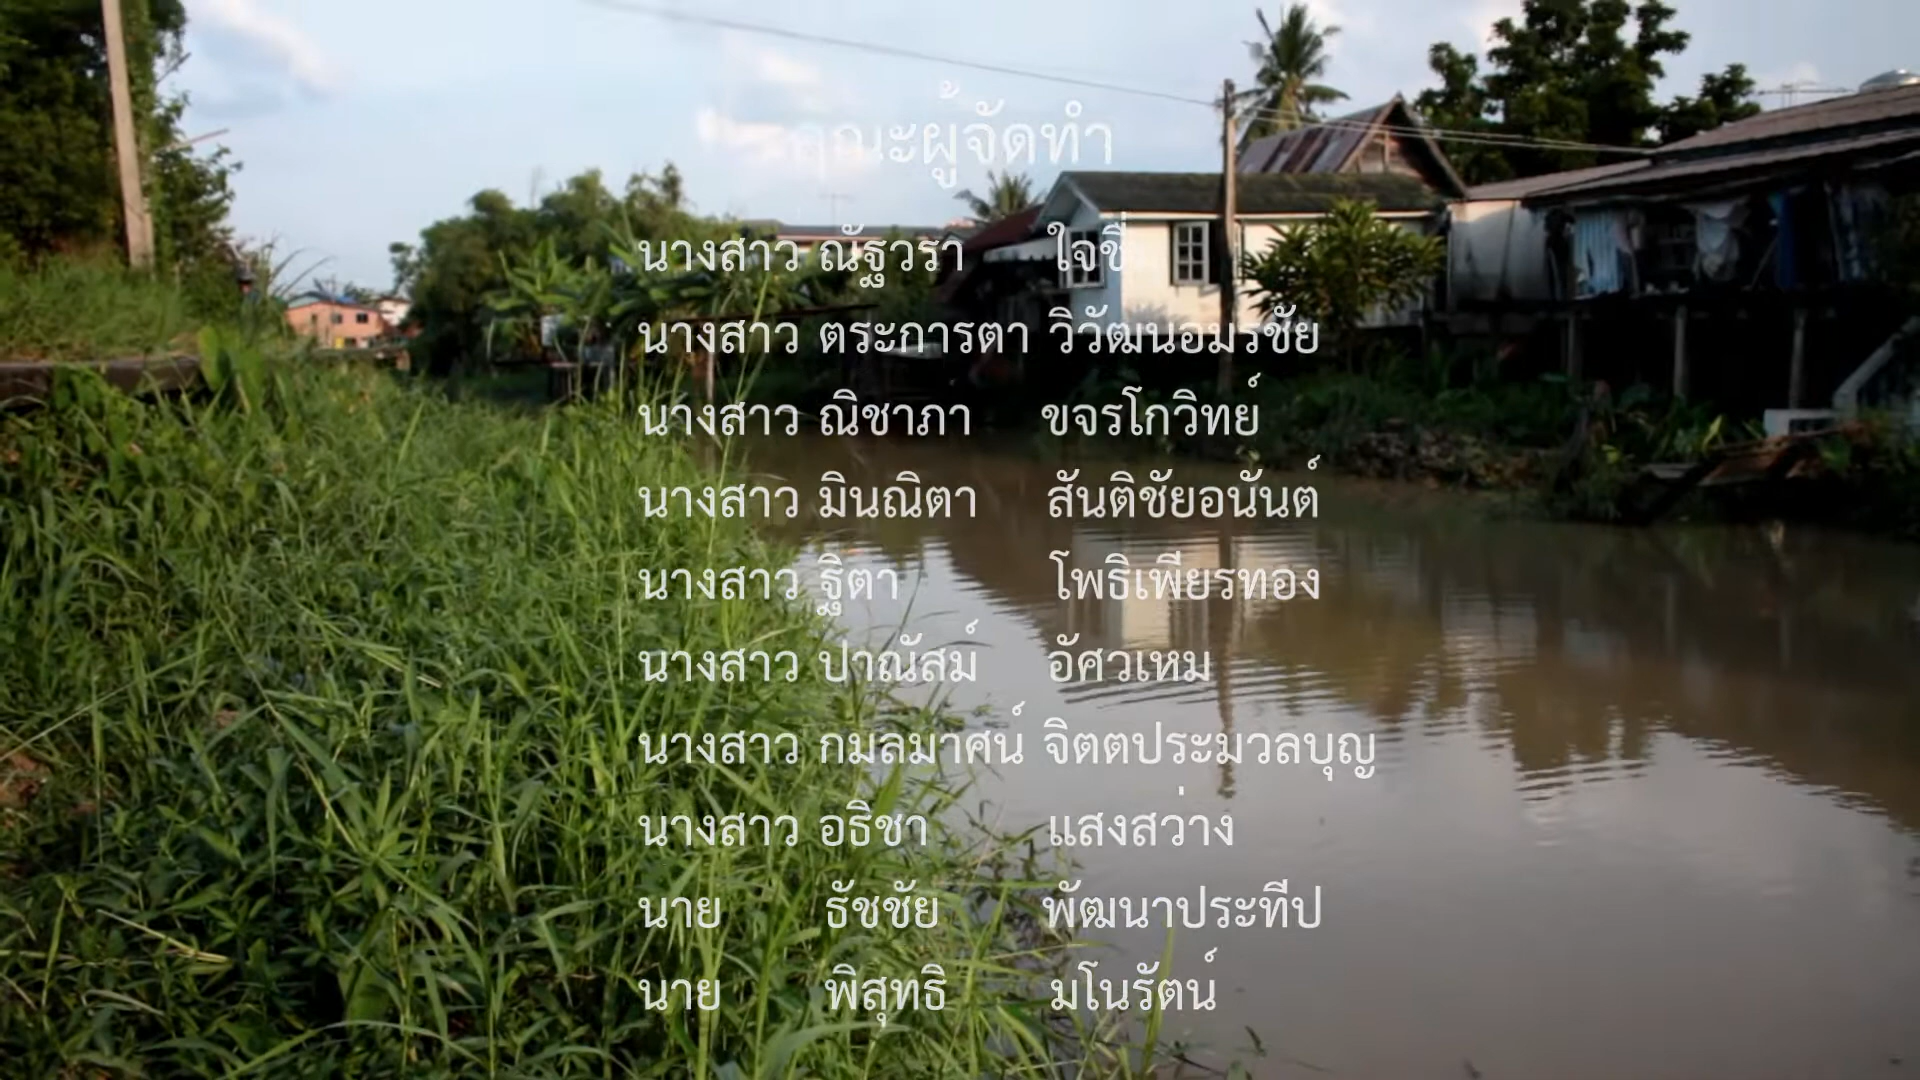 คณะผู้จัดทำ
นางสาว ณัฐวรา ใจซื่
นางสาว ตระการตา วิวัฒนอมรชัย
นางสาว ณิชาภา ขจรโกวิทย์
นางสาว มินณิตา สันติชัยอนันต์
นางสาว ฐิตา โพธิเพียรทอง
นางสาว ปาณัสม์ อัศวเหม
นางสาว กมลมาศน์ จิตตประมวลบุญ
นางสาว อธิชา แสงสว่าง
นาย ธัชชัย พัฒนาประทีป
นาย พิสุทธิ มโนรัตน์